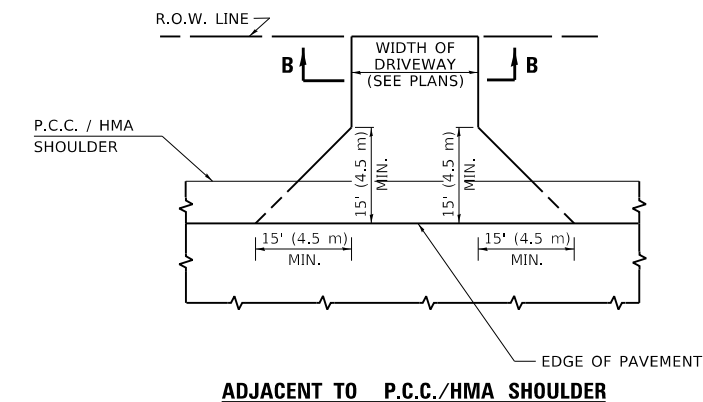 R.O.W. LINE
WIDTH OF
DRIVEWAY
(SEE PLANS)
B
B
P.C.C. / HMA
SHOULDER
15' (4.5 m)
MIN.
15' (4.5 m)
MIN.
15' (4.5 m)
MIN.
15' (4.5 m)
MIN.
EDGE OF PAVEMENT
ADJACENT TO P.C.C./HMA SHOULDER